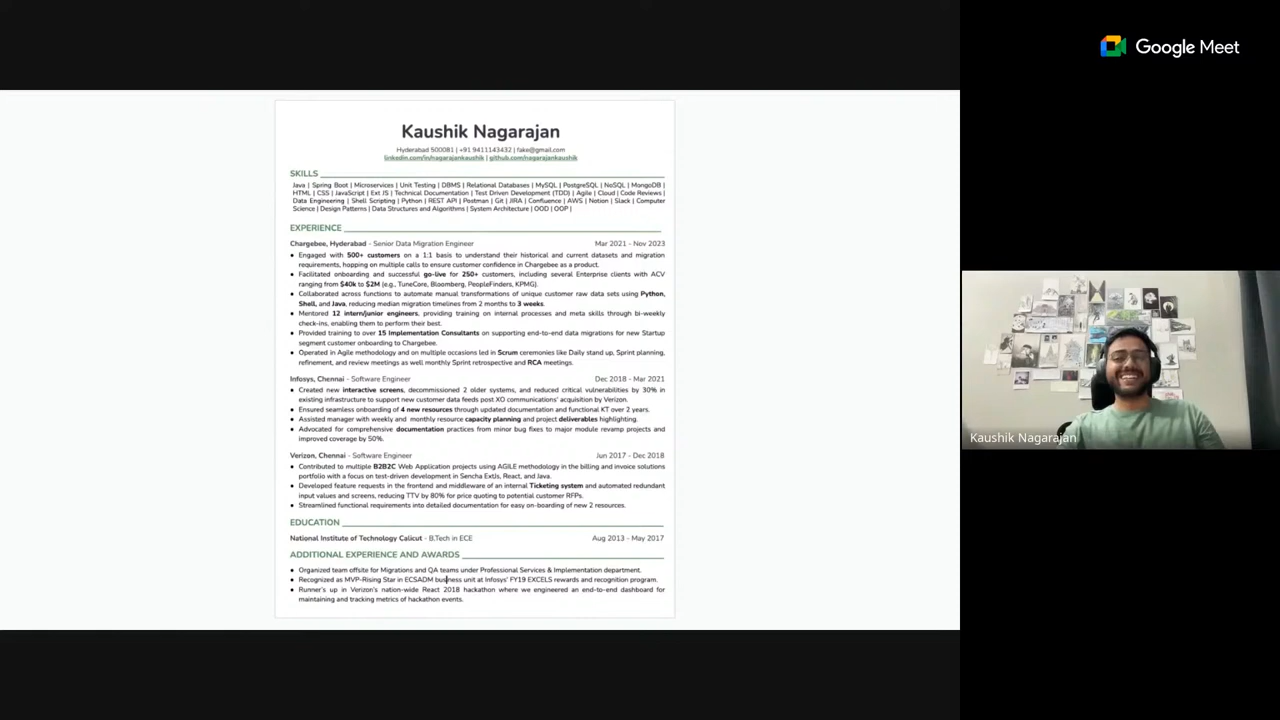 Google Meet
Kaushik Nagarajan
Hyderabad 500081 | +91 9411143432 | fake@gmail.com
linkedin.com/in/nagarajankaushik | github.com/nagarajankaushik
SKILLS
Java | Spring Boot | Microservices | Unit Testing | DBMS | Relational Databases | MySQL | PostgreSQL | NoSQL | MongoDB |
HTML | CSS | JavaScript | Ext JS | Technical Documentation | Test Driven Development (TDD) | Agile | Cloud | Code Reviews |
Data Engineering | Shell Scripting | Python | REST API | Postman | Git | JIRA | Confluence | AWS | Notion | Slack | Computer
Science | Design Patterns | Data Structures and Algorithms | System Architecture | OOD | OOP |
EXPERIENCE
Chargebee, Hyderabad - Senior Data Migration Engineer Mar 2021 - Nov 2023
● Engaged with 500+ customers on a 1:1 basis to understand their historical and current datasets and migration
requirements, hopping on multiple calls to ensure customer confidence in Chargebee as a product.
● Facilitated onboarding and successful go-live for 250+ customers, including several Enterprise clients with ACV
ranging from $40k to $2M (e.g., TuneCore, Bloomberg, PeopleFinders, KPMG).
● Collaborated across functions to automate manual transformations of unique customer raw data sets using Python,
Shell, and Java, reducing median migration timelines from 2 months to 3 weeks.
● Mentored 12 intern/junior engineers, providing training on internal processes and meta skills through bi-weekly
check-ins, enabling them to perform their best.
● Provided training to over 15 Implementation Consultants on supporting end-to-end data migrations for new Startup
segment customer onboarding to Chargebee.
● Operated in Agile methodology and on multiple occasions led in Scrum ceremonies like Daily stand up, Sprint planning,
refinement, and review meetings as well monthly Sprint retrospective and RCA meetings.
Infosys, Chennai - Software Engineer Dec 2018 - Mar 2021
● Created new interactive screens, decommissioned 2 older systems, and reduced critical vulnerabilities by 30% in
existing infrastructure to support new customer data feeds post XO communications' acquisition by Verizon.
● Ensured seamless onboarding of 4 new resources through updated documentation and functional KT over 2 years.
● Assisted manager with weekly and monthly resource capacity planning and project deliverables highlighting.
● Advocated for comprehensive documentation practices from minor bug fixes to major module revamp projects and
improved coverage by 50%.
Verizon, Chennai - Software Engineer Jun 2017 - Dec 2018
● Contributed to multiple B2B2C Web Application projects using AGILE methodology in the billing and invoice solutions
portfolio with a focus on test-driven development in Sencha ExtJs, React, and Java.
● Developed feature requests in the frontend and middleware of an internal Ticketing system and automated redundant
input values and screens, reducing TTV by 80% for price quoting to potential customer RFPs.
● Streamlined functional requirements into detailed documentation for easy on-boarding of new 2 resources.
EDUCATION
National Institute of Technology Calicut - B.Tech in ECE Aug 2013 - May 2017
ADDITIONAL EXPERIENCE AND AWARDS
● Organized team offsite for Migrations and QA teams under Professional Services & Implementation department.
● Recognized as MVP-Rising Star in ECSADM business unit at Infosys' FY19 EXCELS rewards and recognition program.
● Runner's up in Verizon's nation-wide React 2018 hackathon where we engineered an end-to-end dashboard for
maintaining and tracking metrics of hackathon events.
Kaushik Nagarajan